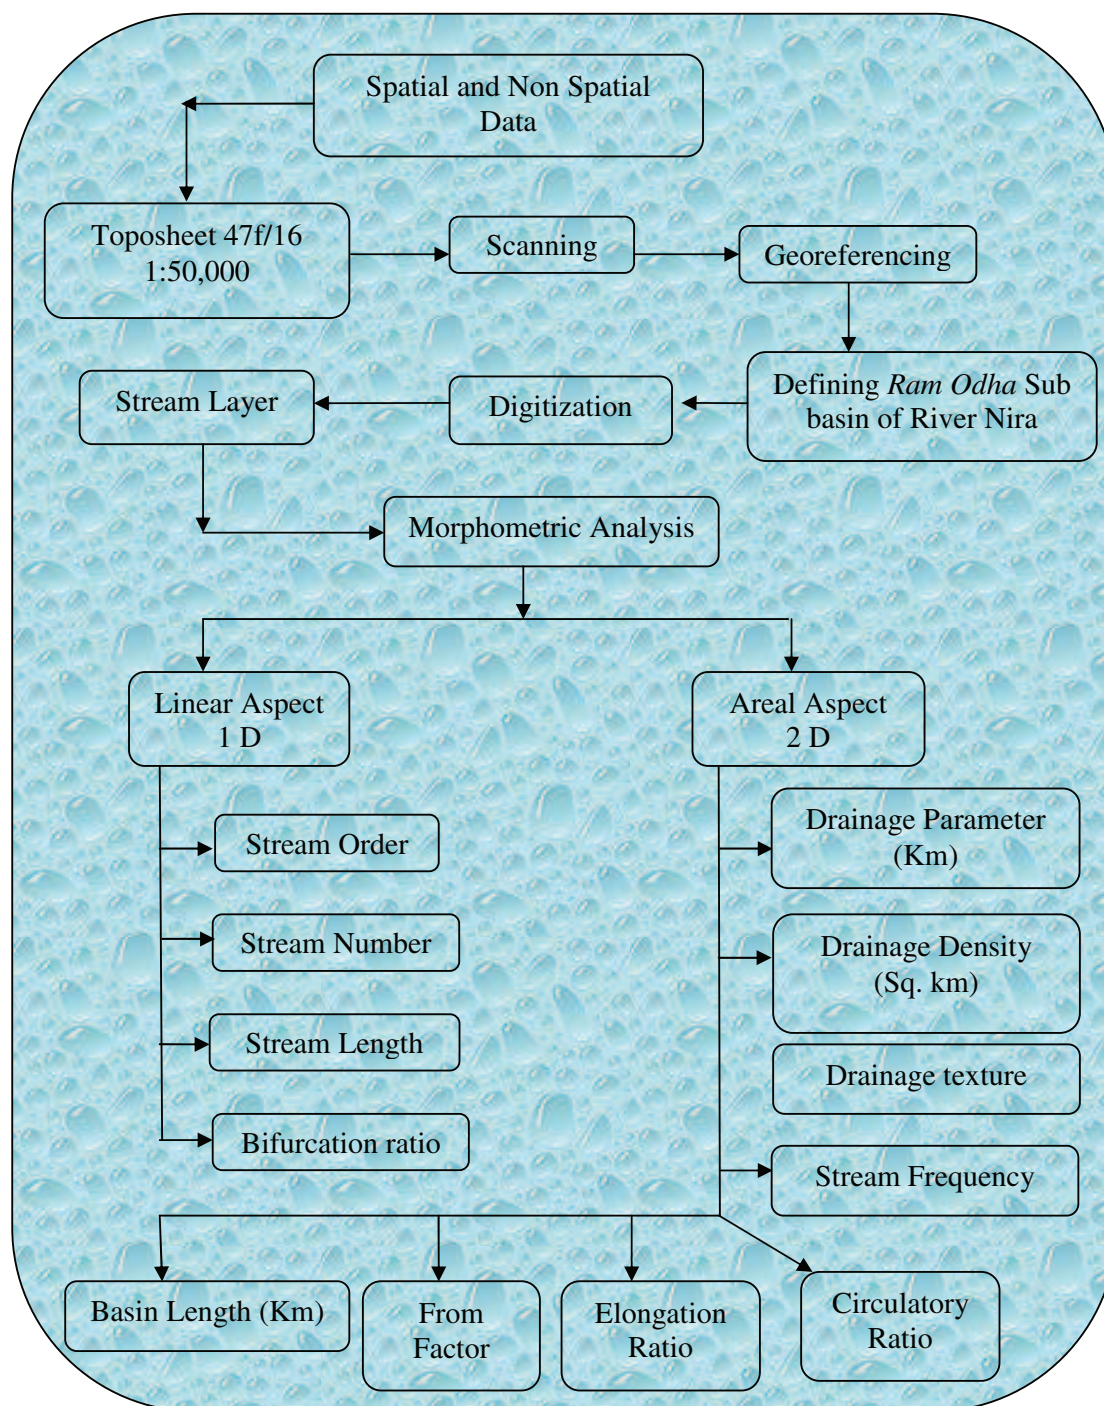 Spatial and Non Spatial
Data
Toposheet 47f/16
1:50,000
Scanning
Georeferencing
Defining Ram Odha Sub
basin of River Nira
Digitization
Stream Layer
Morphometric Analysis
Linear Aspect
1 D
Areal Aspect
2 D
Stream Order
Stream Number
Stream Length
Bifurcation ratio
Drainage Parameter
(Km)
Drainage Density
(Sq. km)
Drainage texture
Stream Frequency
Basin Length (Km)
From
Factor
Elongation
Ratio
Circulatory
Ratio